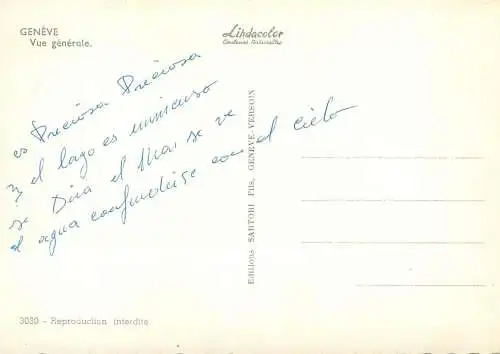 GENÈVE
Vue générale.
Lindacolor
Couleurs Naturelles
es Preciosa Preciosa
y el lago es inmenso
se Diría el Mar se ve
el agua confundirse con el cielo
Editions SARTORI Fils, GENÈVE-VERSOIX
3030 - Reproduction interdite